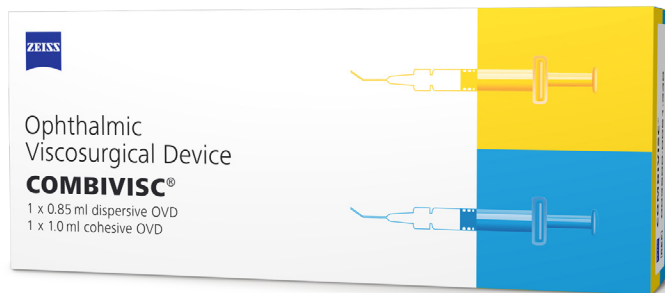 ZEISS
Ophthalmic
Viscosurgical Device
COMBIVISC®
1 x 0.85 ml dispersive OVD
1 x 1.0 ml cohesive OVD